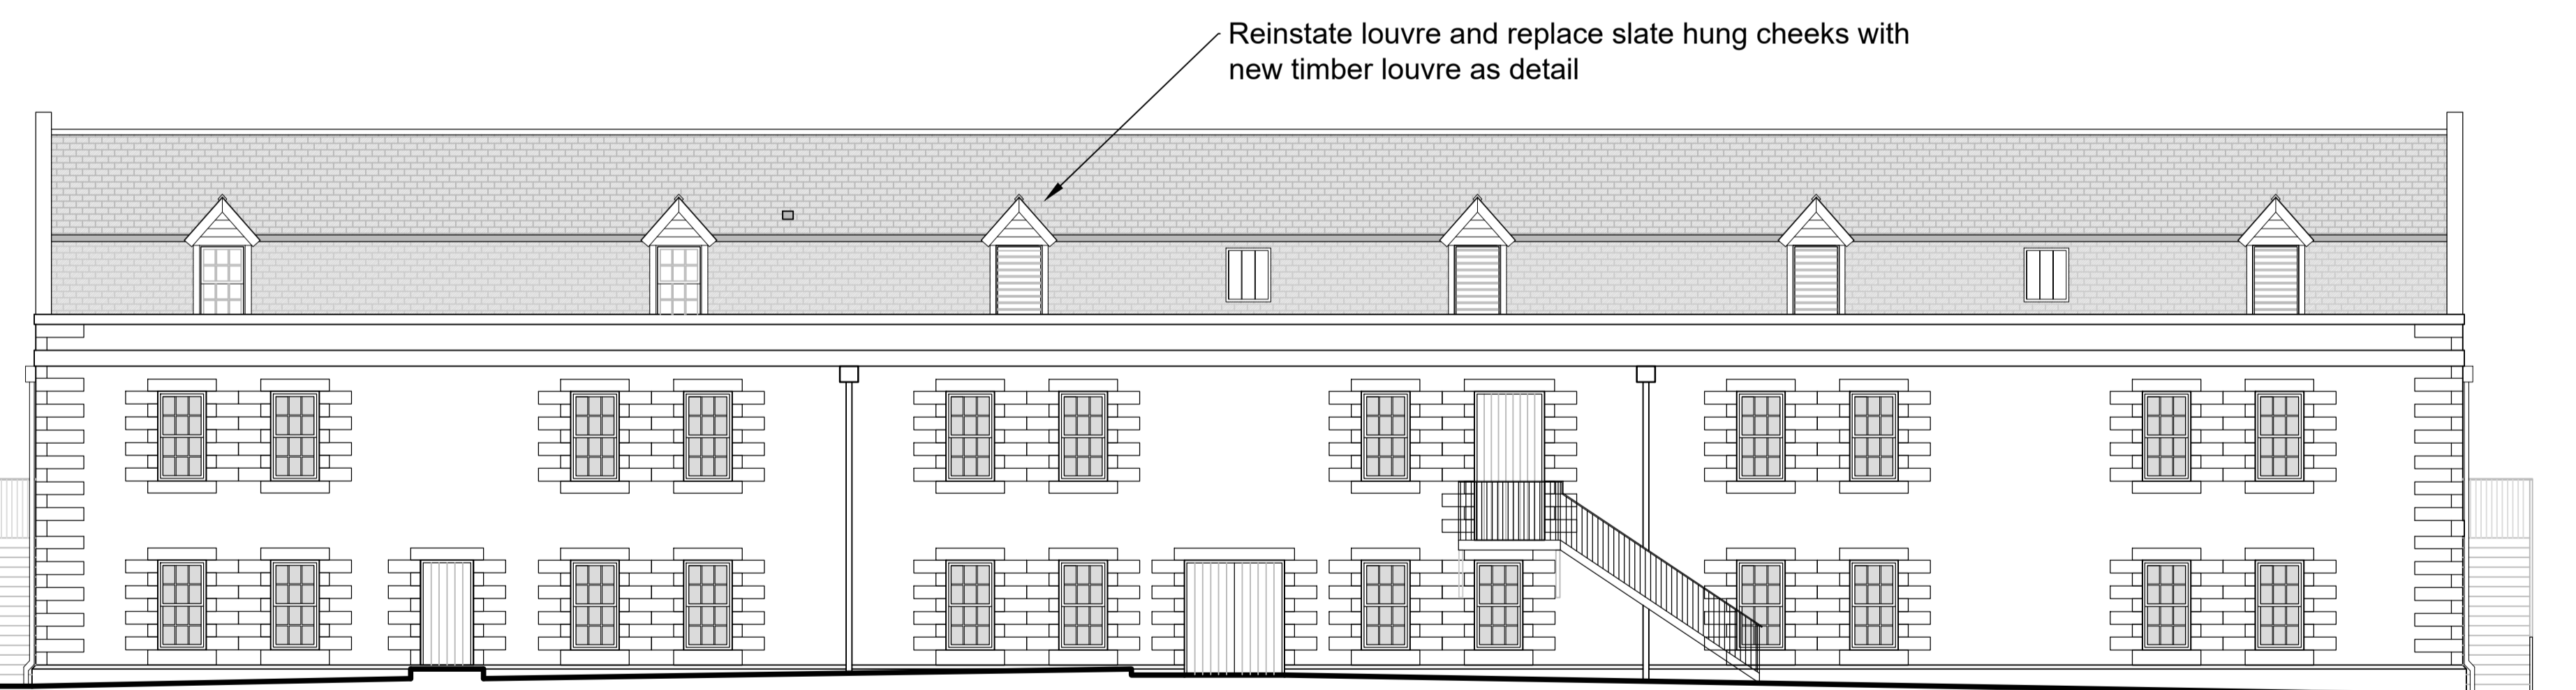 Reinstate louvre and replace slate hung cheeks with
new timber louvre as detail